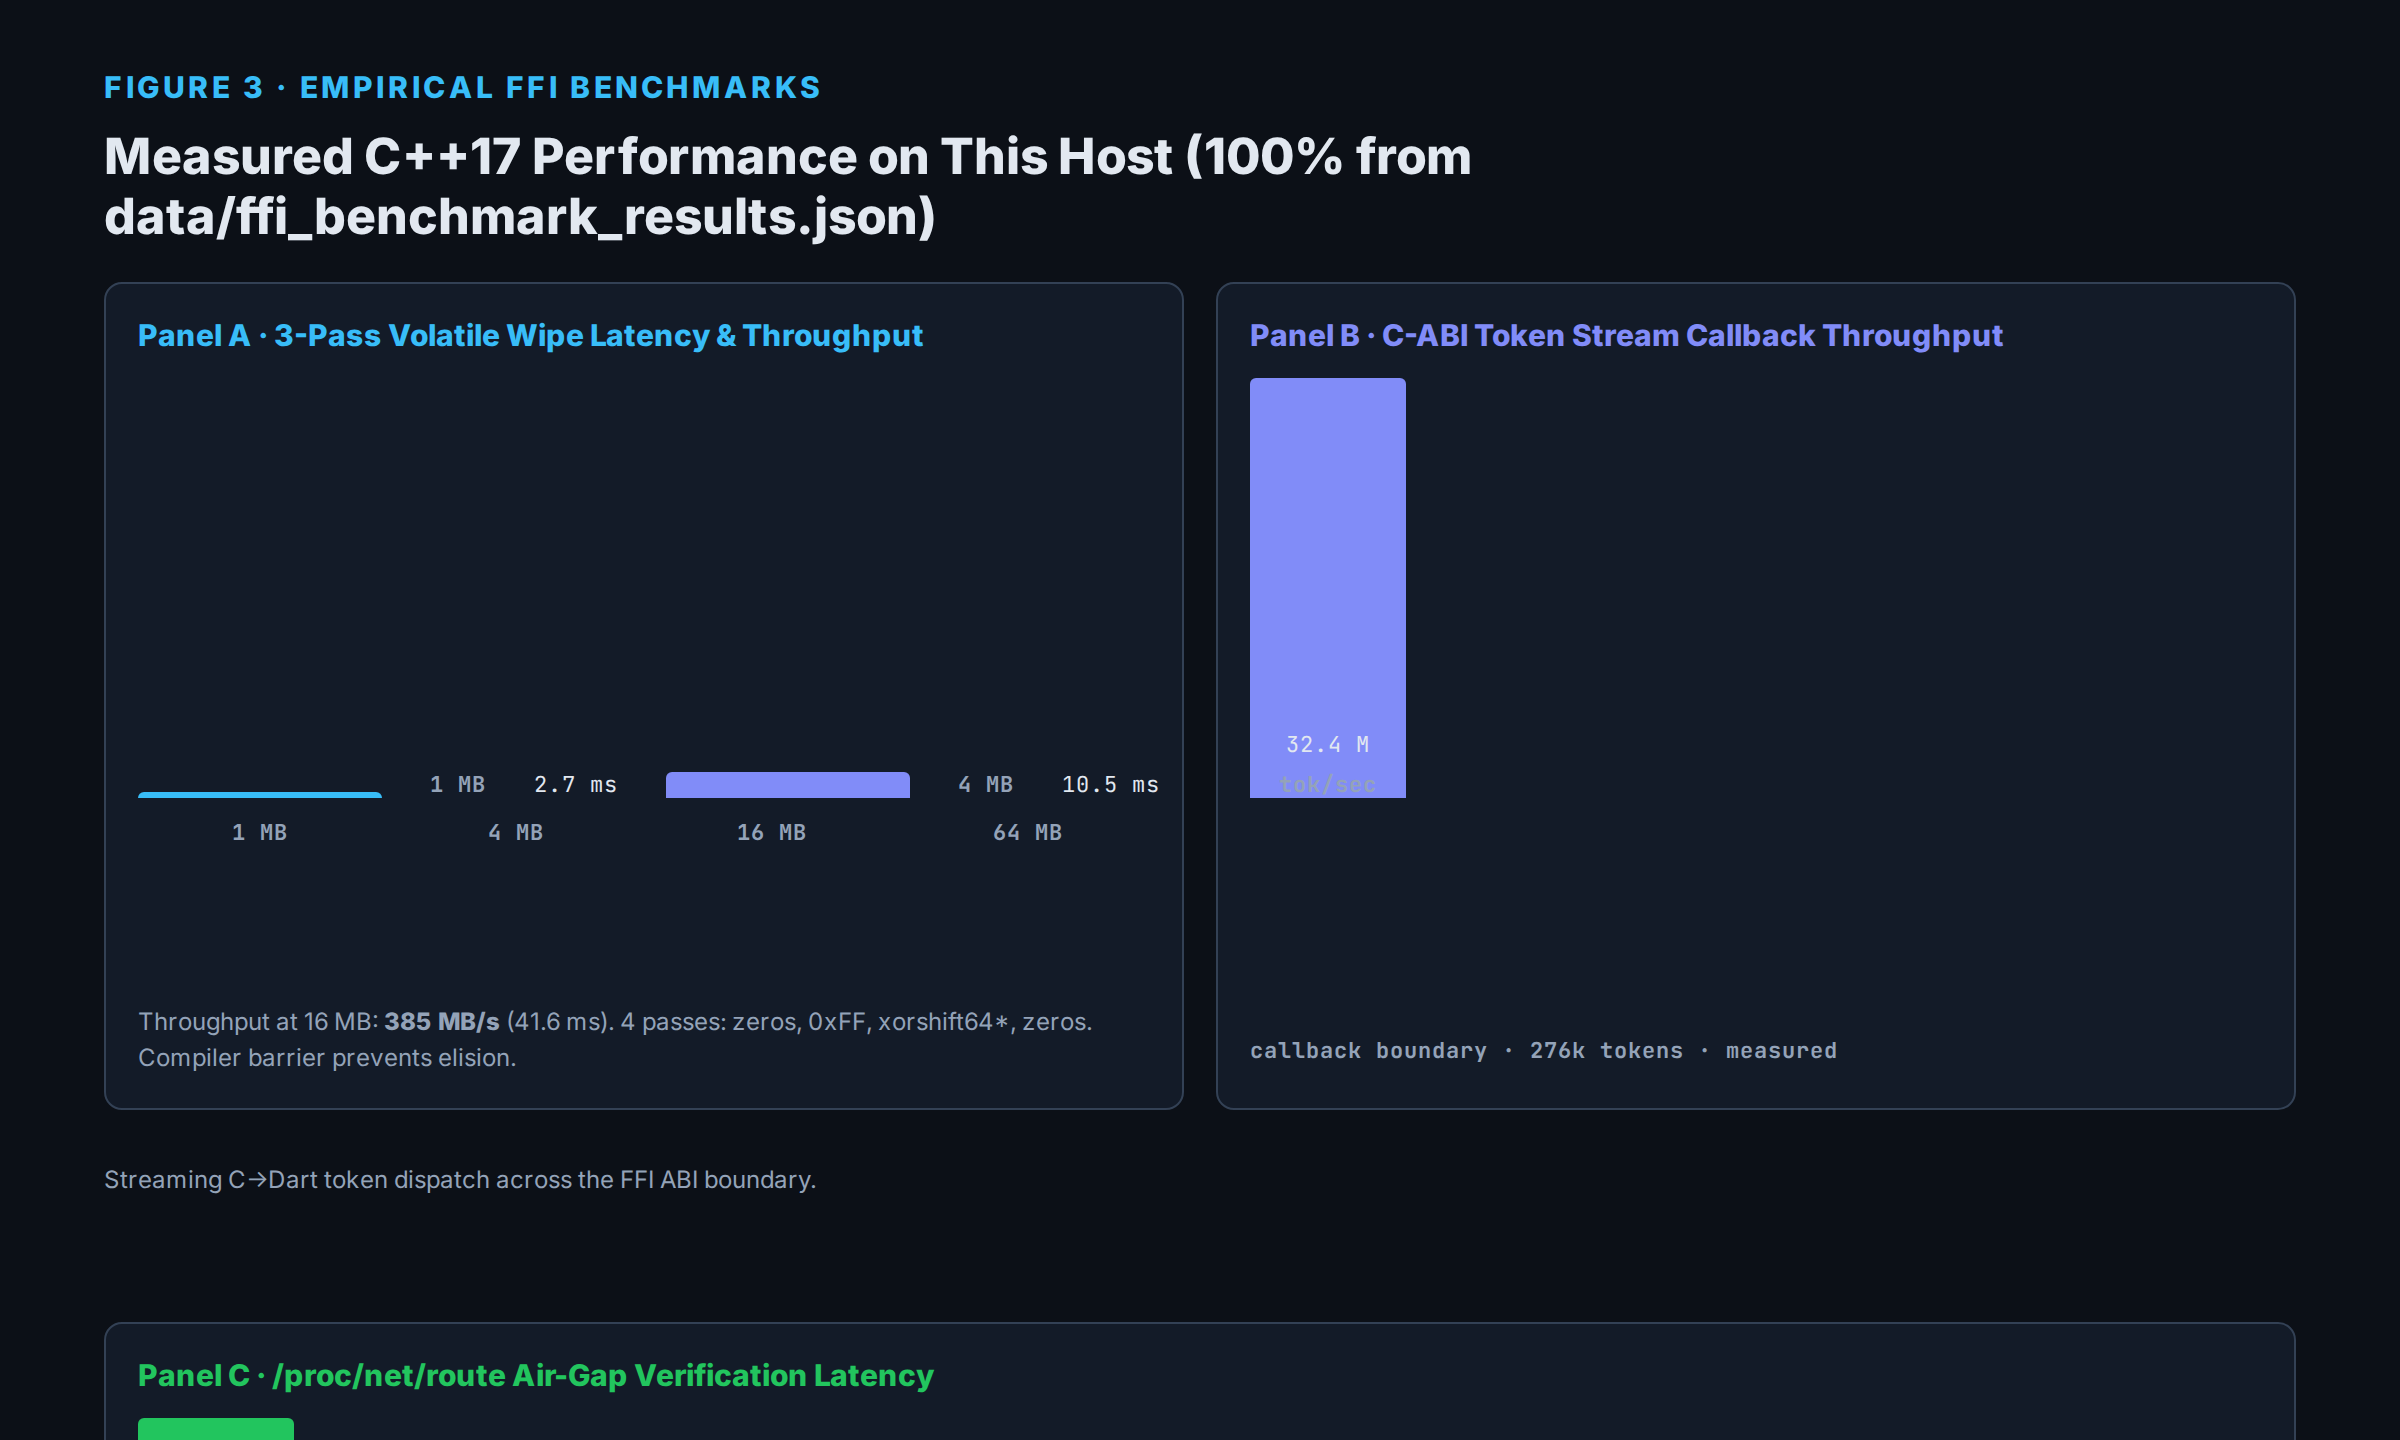 FIGURE 3 · EMPIRICAL FFI BENCHMARKS
Measured C++17 Performance on This Host (100% from
data/ffi_benchmark_results.json)
Panel A · 3-Pass Volatile Wipe Latency & Throughput
1 MB 2.7 ms 4 MB 10.5 ms
1 MB 4 MB 16 MB 64 MB
Throughput at 16 MB: 385 MB/s (41.6 ms). 4 passes: zeros, 0xFF, xorshift64*, zeros.
Compiler barrier prevents elision.
Panel B · C-ABI Token Stream Callback Throughput
32.4 M
tok/sec
callback boundary · 276k tokens · measured
Streaming C→Dart token dispatch across the FFI ABI boundary.
Panel C · /proc/net/route Air-Gap Verification Latency